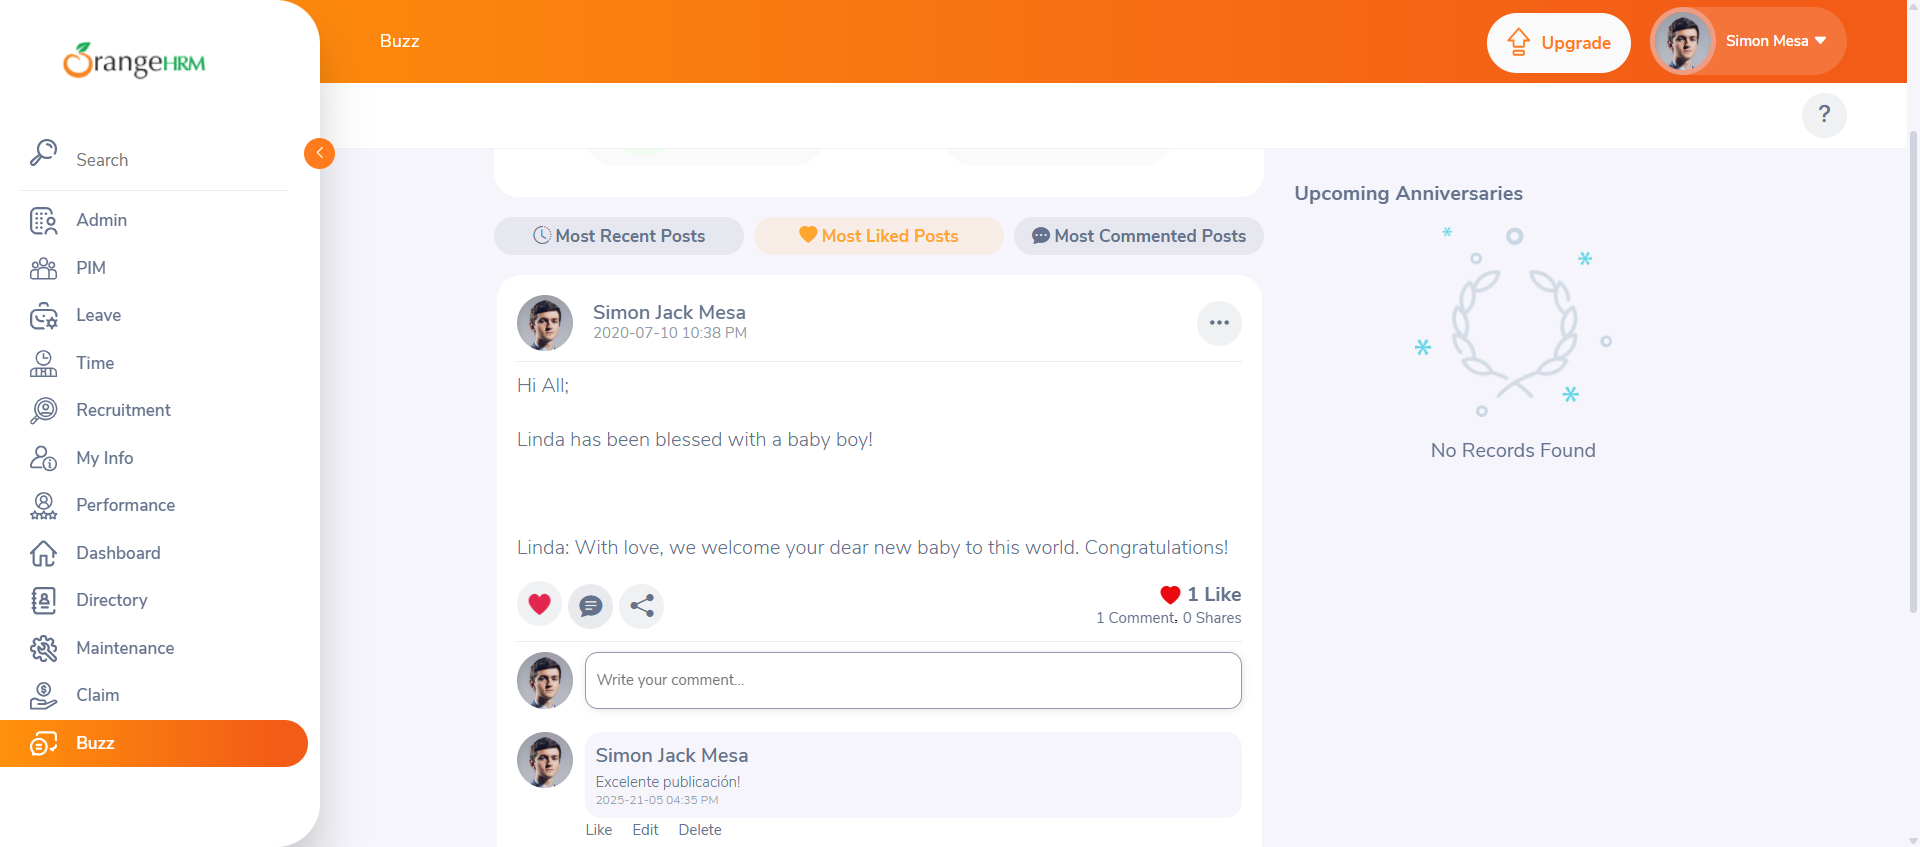 OrangeHRM
Search
Admin
PIM
Leave
Time
Recruitment
My Info
Performance
Dashboard
Directory
Maintenance
Claim
Buzz
Buzz
Upgrade
Simon Mesa
?
Most Recent Posts
Most Liked Posts
Most Commented Posts
Simon Jack Mesa
2020-07-10 10:38 PM
Hi All;
Linda has been blessed with a baby boy!
Linda: With love, we welcome your dear new baby to this world. Congratulations!
1 Like
1 Comment, 0 Shares
Write your comment...
Simon Jack Mesa
Excelente publicación!
2025-21-05 04:35 PM
Like Edit Delete
Upcoming Anniversaries
No Records Found